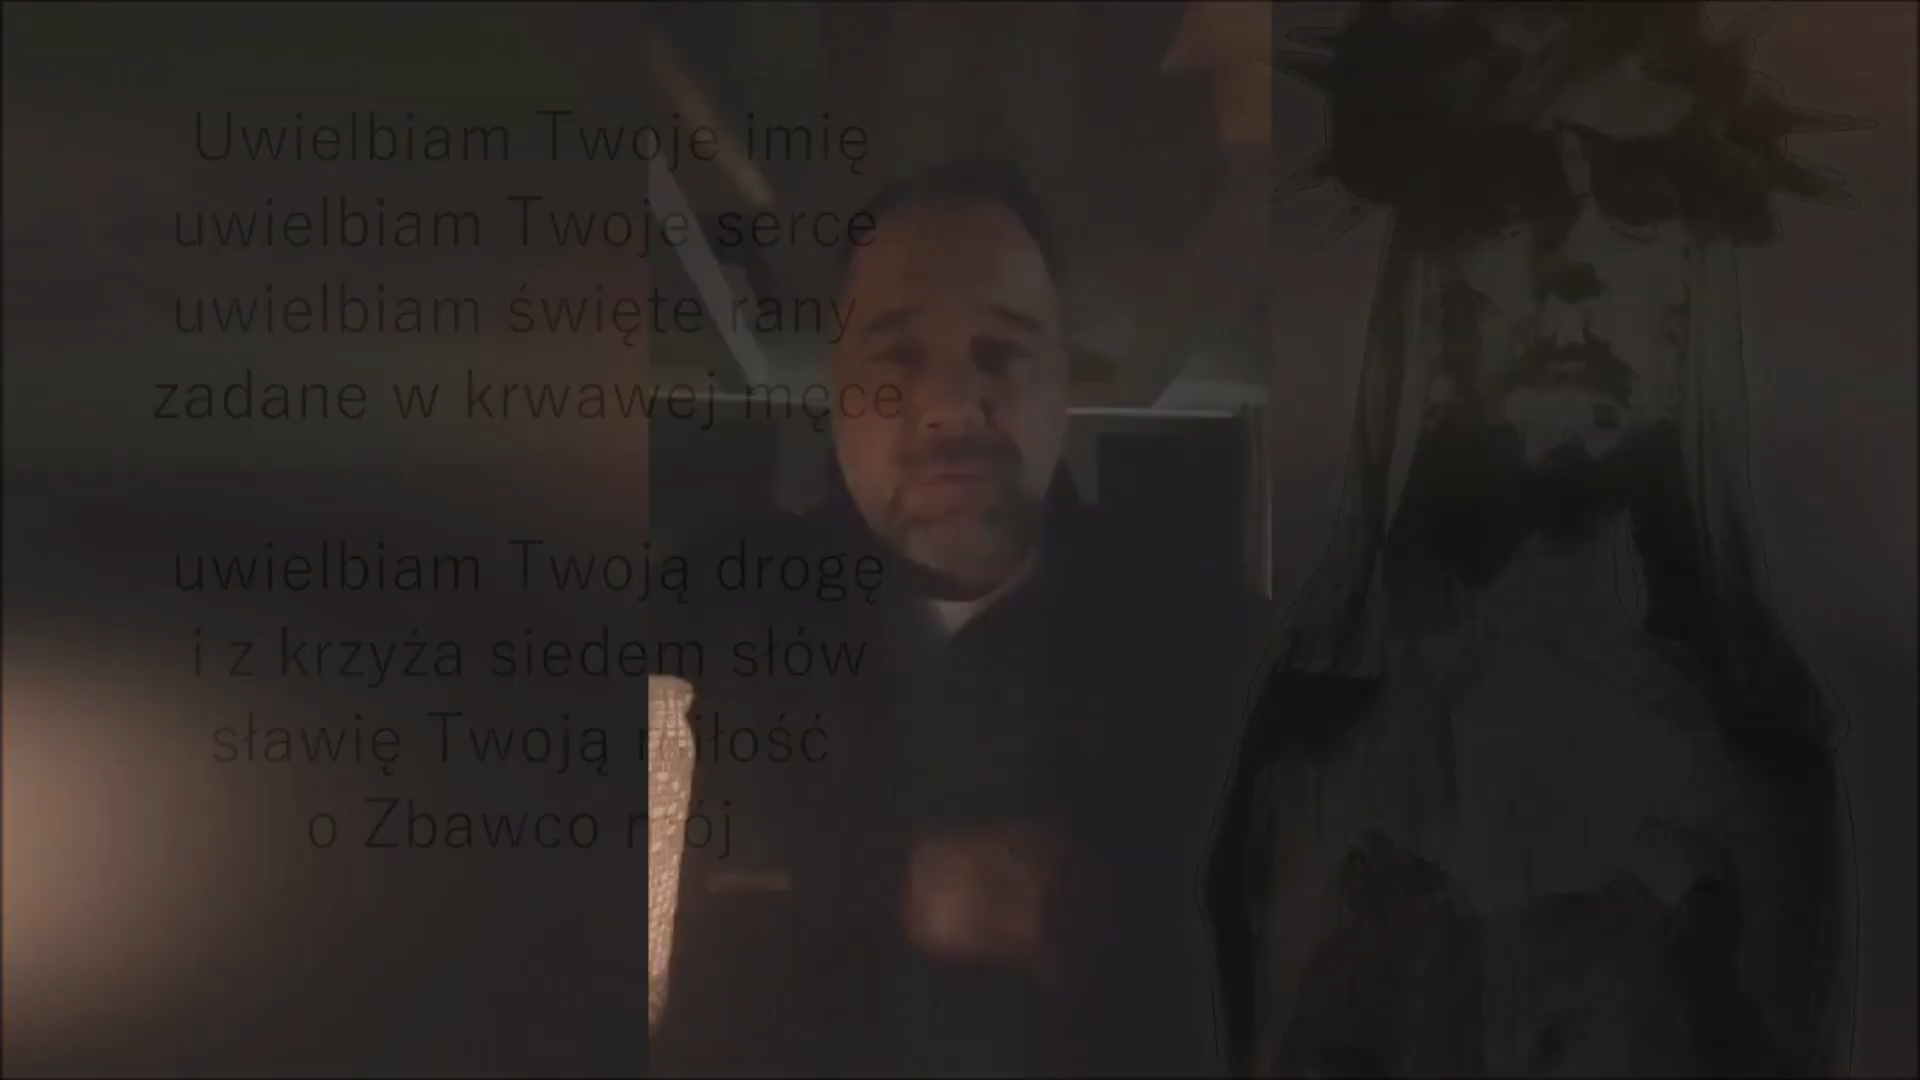 Uwielbiam Twoje imię
uwielbiam Twoje serce
uwielbiam święte rany
zadane w krwawej męce
uwielbiam Twoją drogę
i z krzyża siedem słów
sławię Twoją miłość
o Zbawco mój